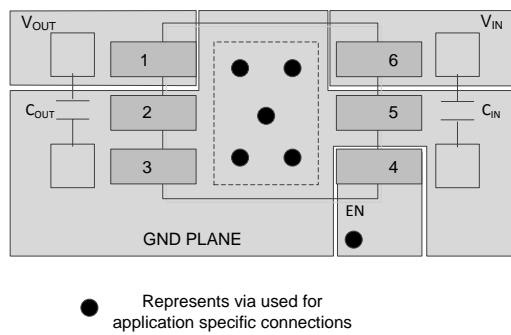 VOUT
VIN
1
6
COUT
2
5
CIN
3
4
EN
GND PLANE
Represents via used for
application specific connections